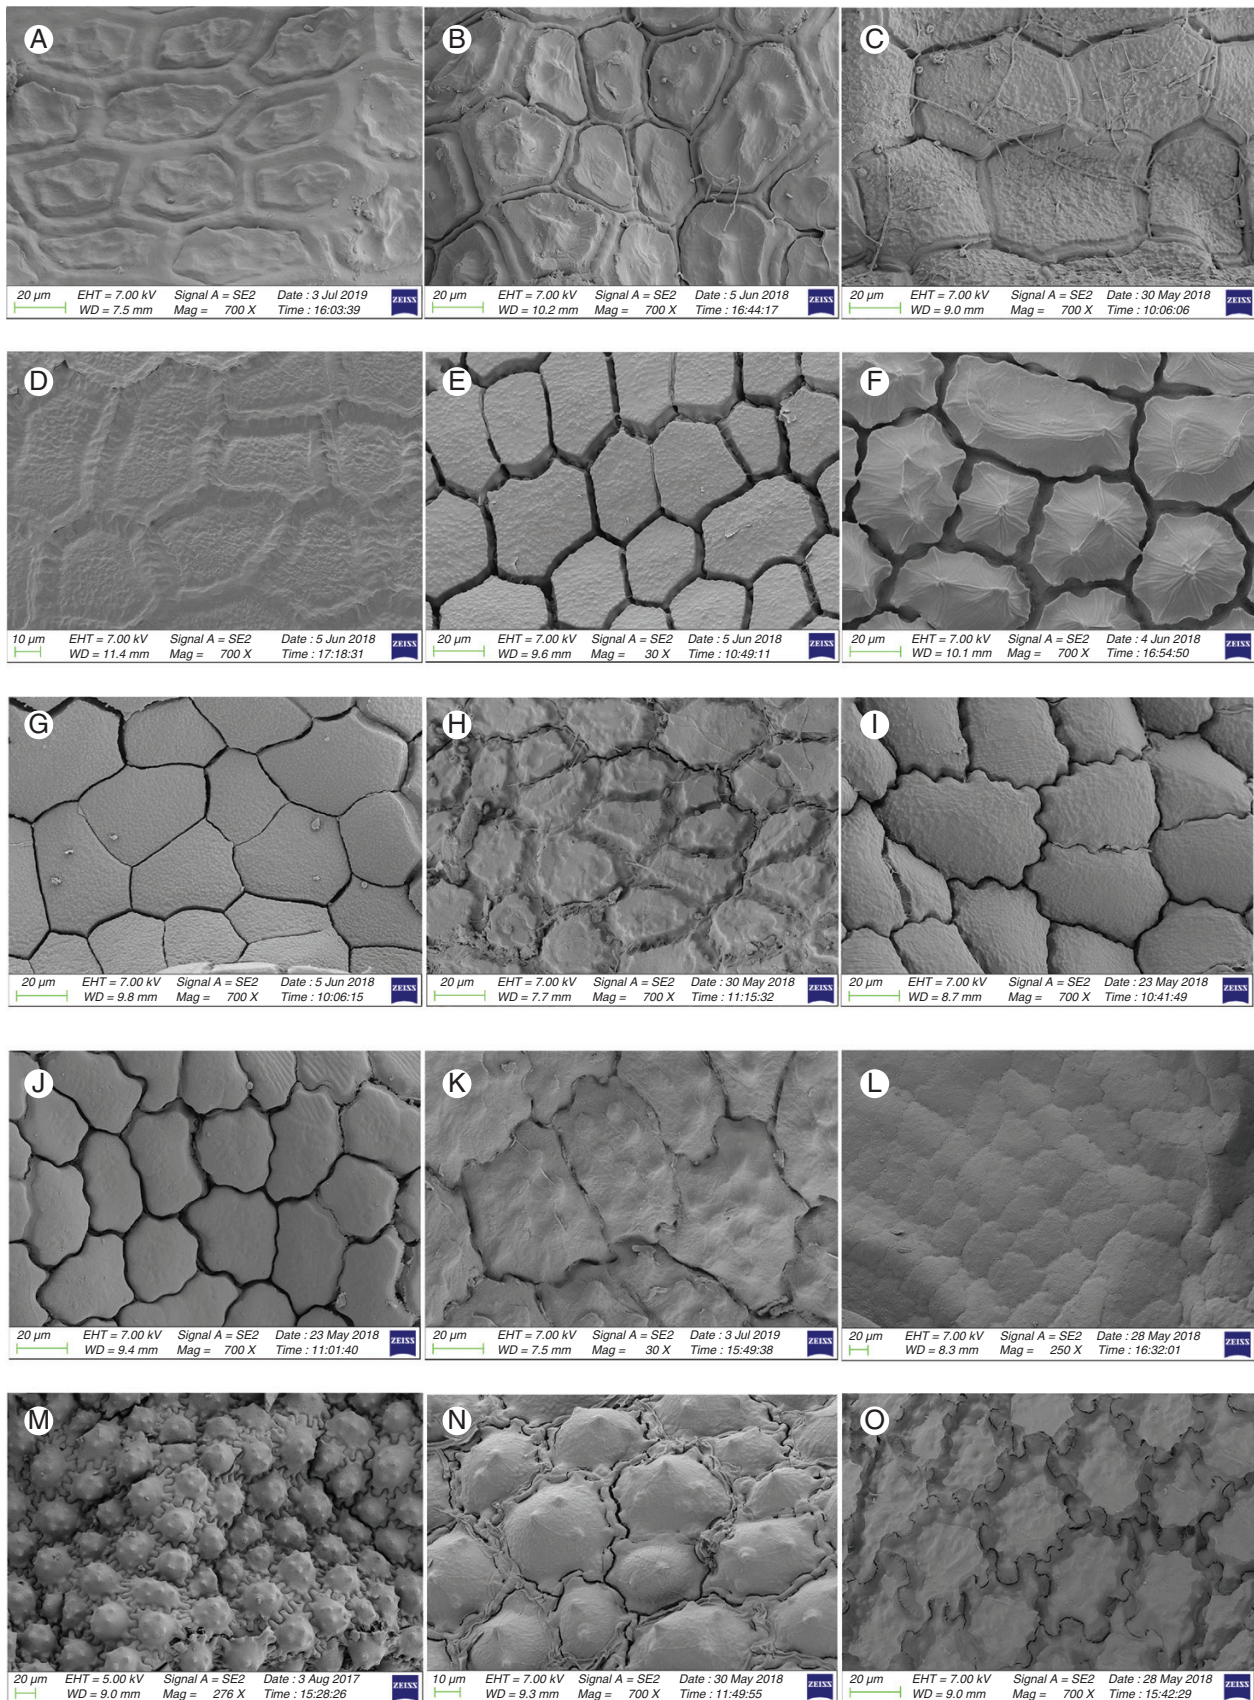 A
B
C
20 µm EHT = 7.00 kV Signal A = SE2 Date : 3 Jul 2019 ZEISS
WD = 7.5 mm Mag = 700 X Time : 16:03:39
20 µm EHT = 7.00 kV Signal A = SE2 Date : 5 Jun 2018 ZEISS
WD = 10.2 mm Mag = 700 X Time : 16:44:17
20 µm EHT = 7.00 kV Signal A = SE2 Date : 30 May 2018 ZEISS
WD = 9.0 mm Mag = 700 X Time : 10:06:06
D
E
F
10 µm EHT = 7.00 kV Signal A = SE2 Date : 5 Jun 2018 ZEISS
WD = 11.4 mm Mag = 700 X Time : 17:18:31
20 µm EHT = 7.00 kV Signal A = SE2 Date : 5 Jun 2018 ZEISS
WD = 9.6 mm Mag = 30 X Time : 10:49:11
20 µm EHT = 7.00 kV Signal A = SE2 Date : 4 Jun 2018 ZEISS
WD = 10.1 mm Mag = 700 X Time : 16:54:50
G
H
I
20 µm EHT = 7.00 kV Signal A = SE2 Date : 5 Jun 2018 ZEISS
WD = 9.8 mm Mag = 700 X Time : 10:06:15
20 µm EHT = 7.00 kV Signal A = SE2 Date : 30 May 2018 ZEISS
WD = 7.7 mm Mag = 700 X Time : 11:15:32
20 µm EHT = 7.00 kV Signal A = SE2 Date : 23 May 2018 ZEISS
WD = 8.7 mm Mag = 700 X Time : 10:41:49
J
K
L
20 µm EHT = 7.00 kV Signal A = SE2 Date : 23 May 2018 ZEISS
WD = 9.4 mm Mag = 700 X Time : 11:01:40
20 µm EHT = 7.00 kV Signal A = SE2 Date : 3 Jul 2019 ZEISS
WD = 7.5 mm Mag = 30 X Time : 15:49:38
20 µm EHT = 7.00 kV Signal A = SE2 Date : 28 May 2018 ZEISS
WD = 8.3 mm Mag = 250 X Time : 16:32:01
M
N
O
20 µm EHT = 5.00 kV Signal A = SE2 Date : 3 Aug 2017 ZEISS
WD = 9.0 mm Mag = 276 X Time : 15:28:26
10 µm EHT = 7.00 kV Signal A = SE2 Date : 30 May 2018 ZEISS
WD = 9.3 mm Mag = 700 X Time : 11:49:55
20 µm EHT = 7.00 kV Signal A = SE2 Date : 28 May 2018 ZEISS
WD = 9.0 mm Mag = 700 X Time : 15:42:29